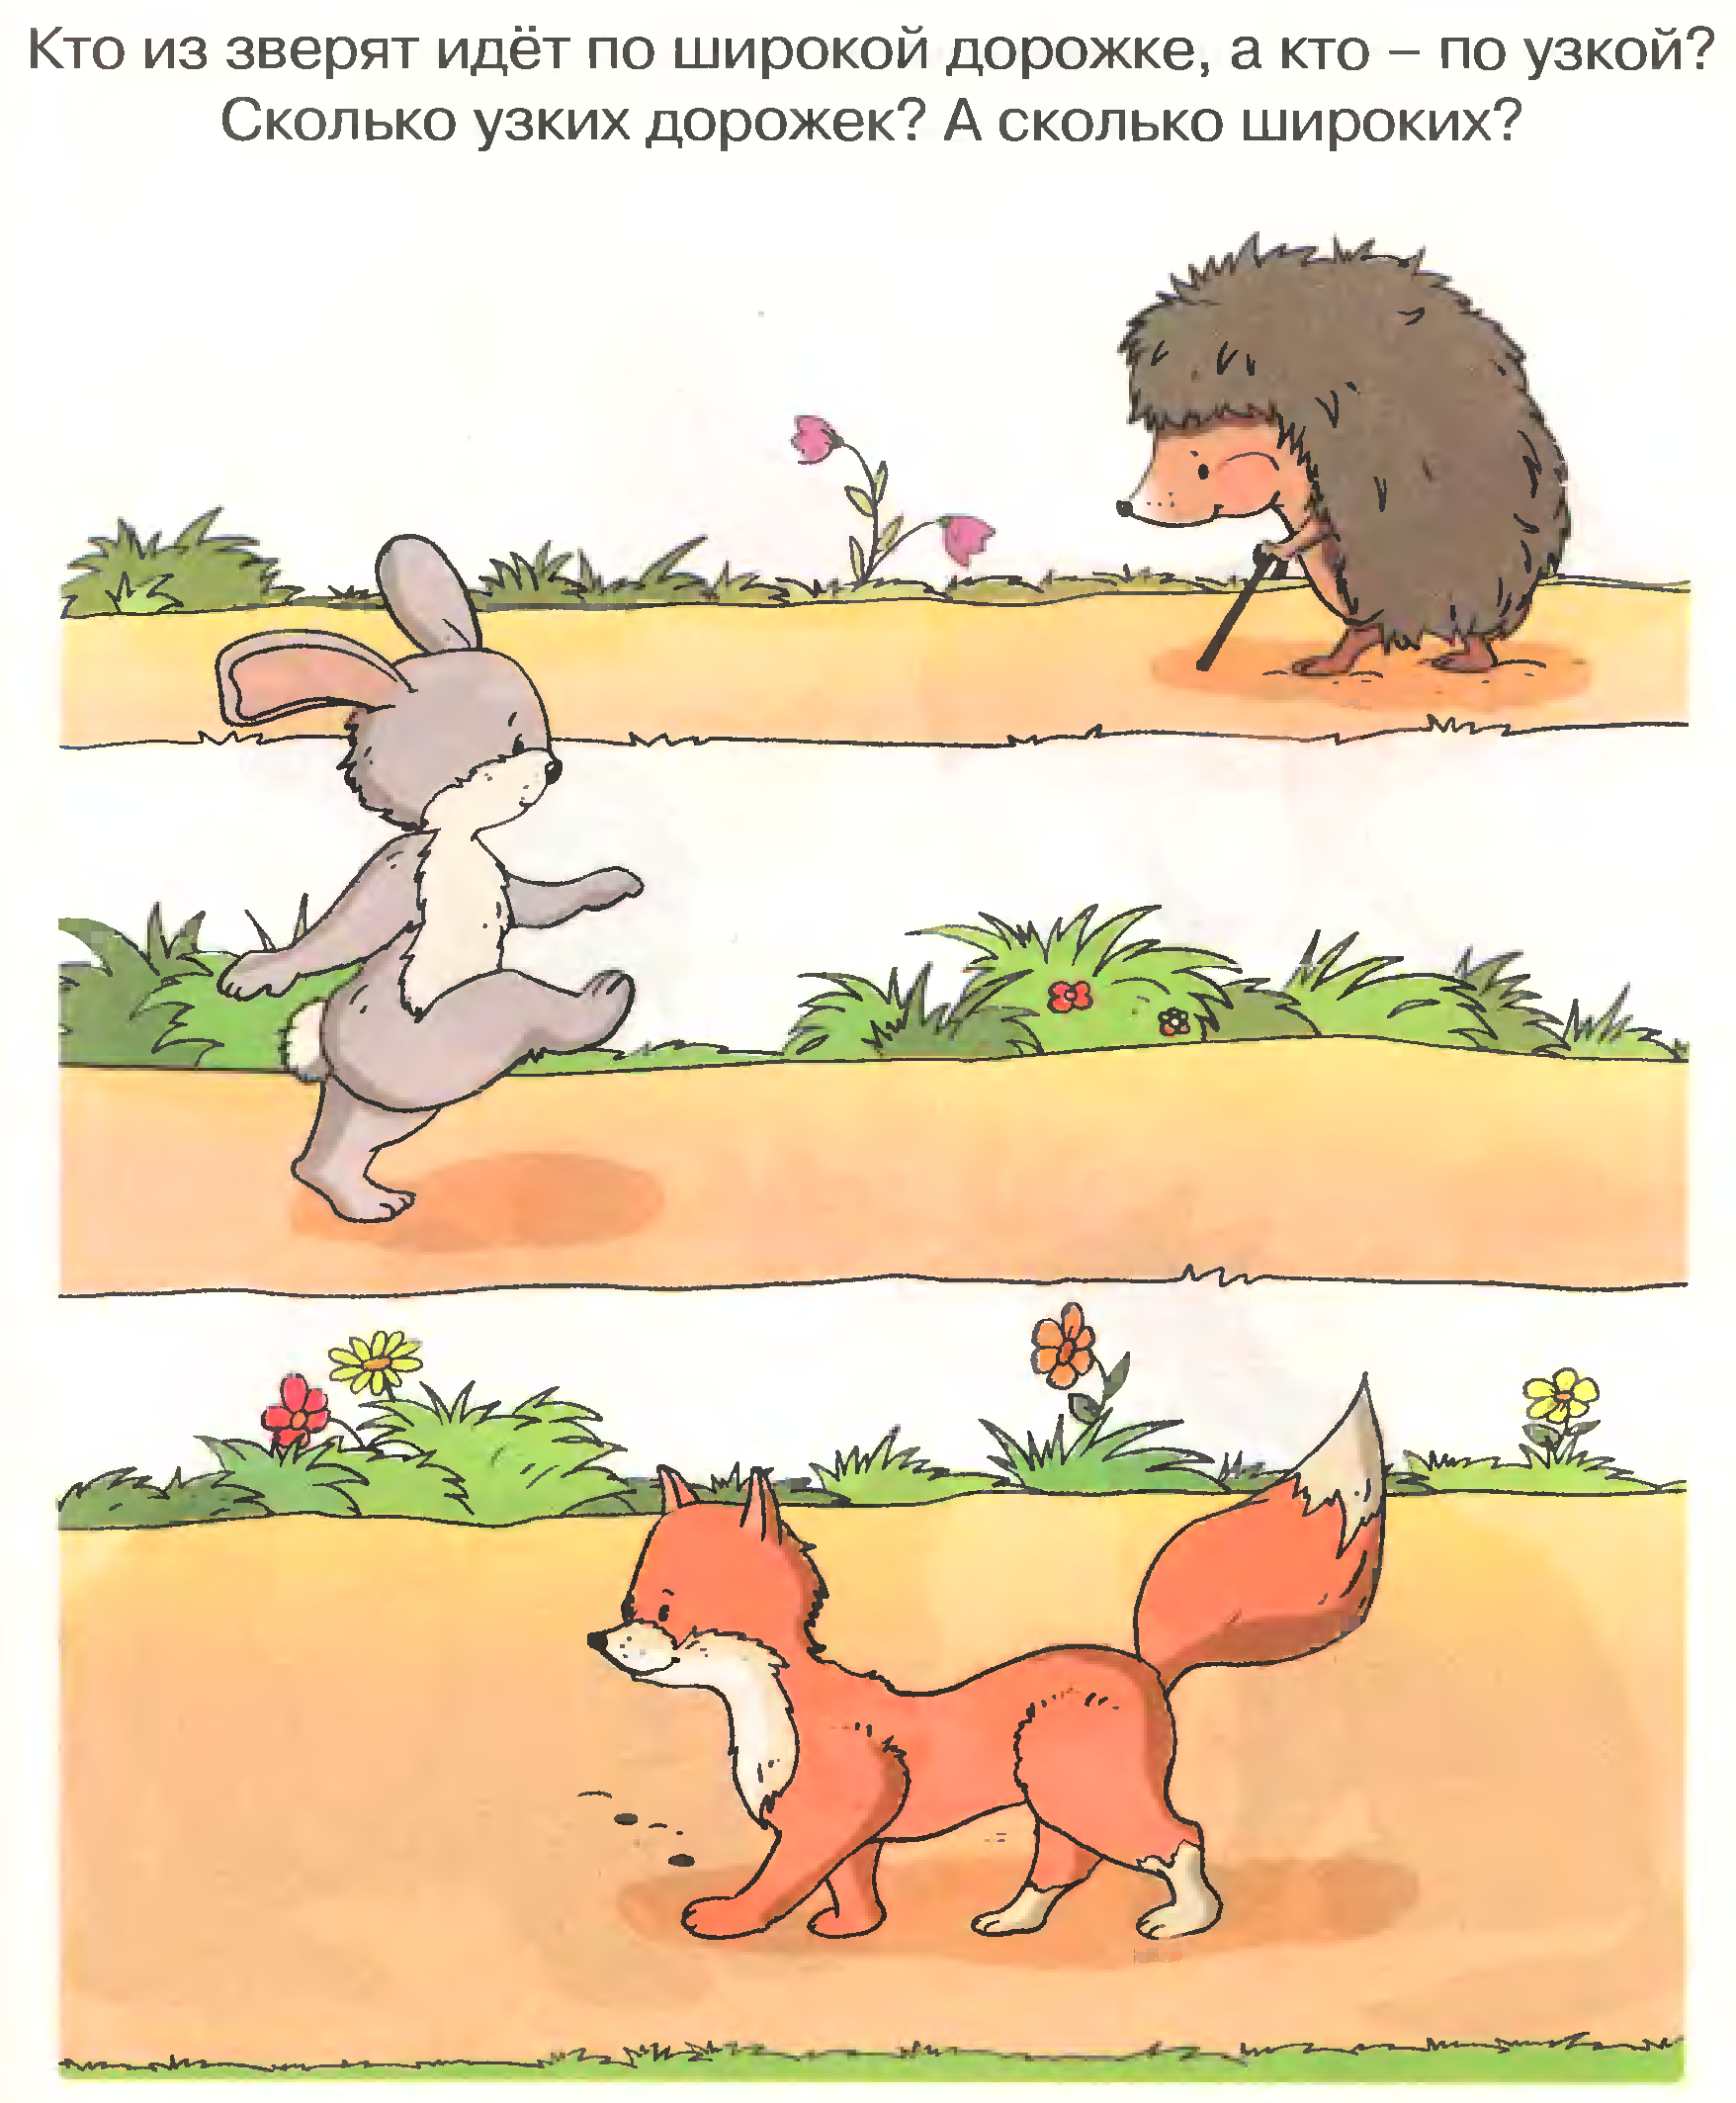 Кто из зверят идёт по широкой дорожке, а кто – по узкой?
Сколько узких дорожек? А сколько широких?